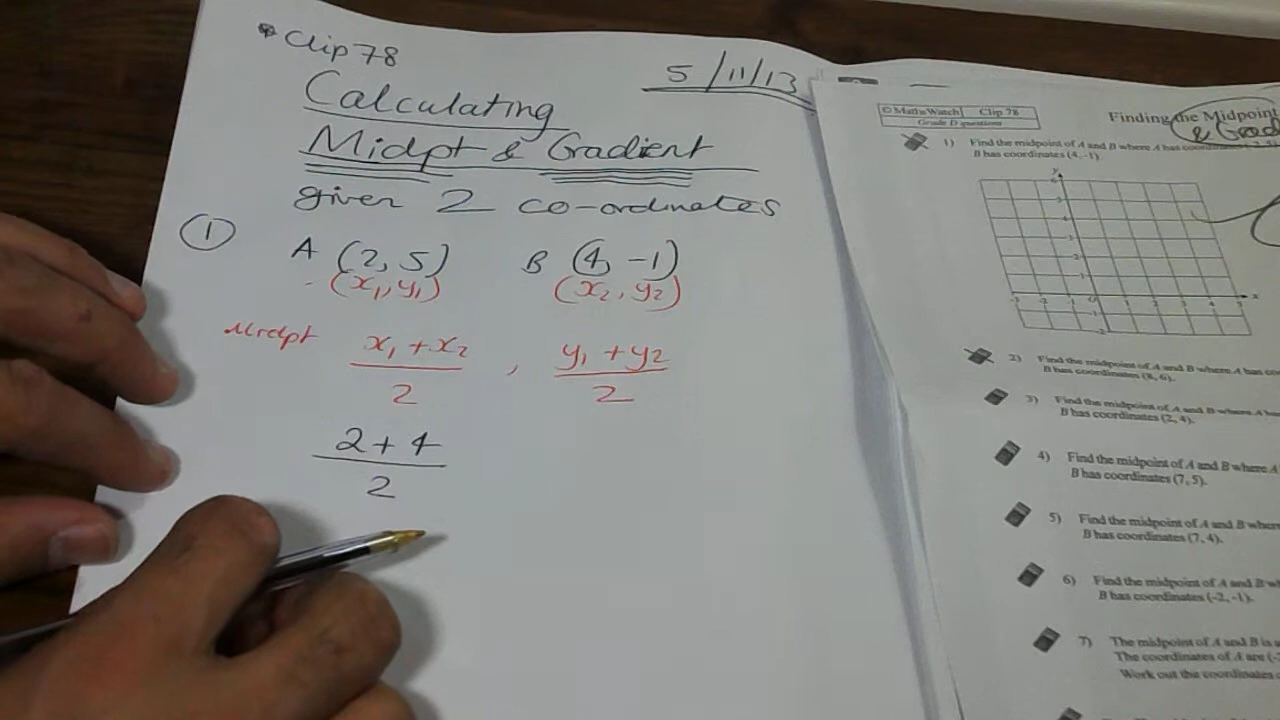 * Clip 78
5/11/13
Calculating
Midpt & Gradient
given 2 co-ordinates
① A (2, 5) B (4, -1)
(x₁, y₁) (x₂, y₂)
Midpt x₁ + x₂ , y₁ + y₂
2 2
2 + 4
2
© MathsWatch Clip 78
Grade D questions
Finding the Midpoint
& Grad
1) Find the midpoint of A and B where A has
B has coordinates (4, -1).
y
x
2) Find the midpoint of A and B where A has
B has coordinates (8, 6).
3) Find the midpoint of A and B where A
B has coordinates (2, 4).
4) Find the midpoint of A and B where A
B has coordinates (7, 5).
5) Find the midpoint of A and B where
B has coordinates (7, 4).
6) Find the midpoint of A and B
B has coordinates (-2, -1).
7) The midpoint of A and B is
The coordinates of A are (-
Work out the coordinates